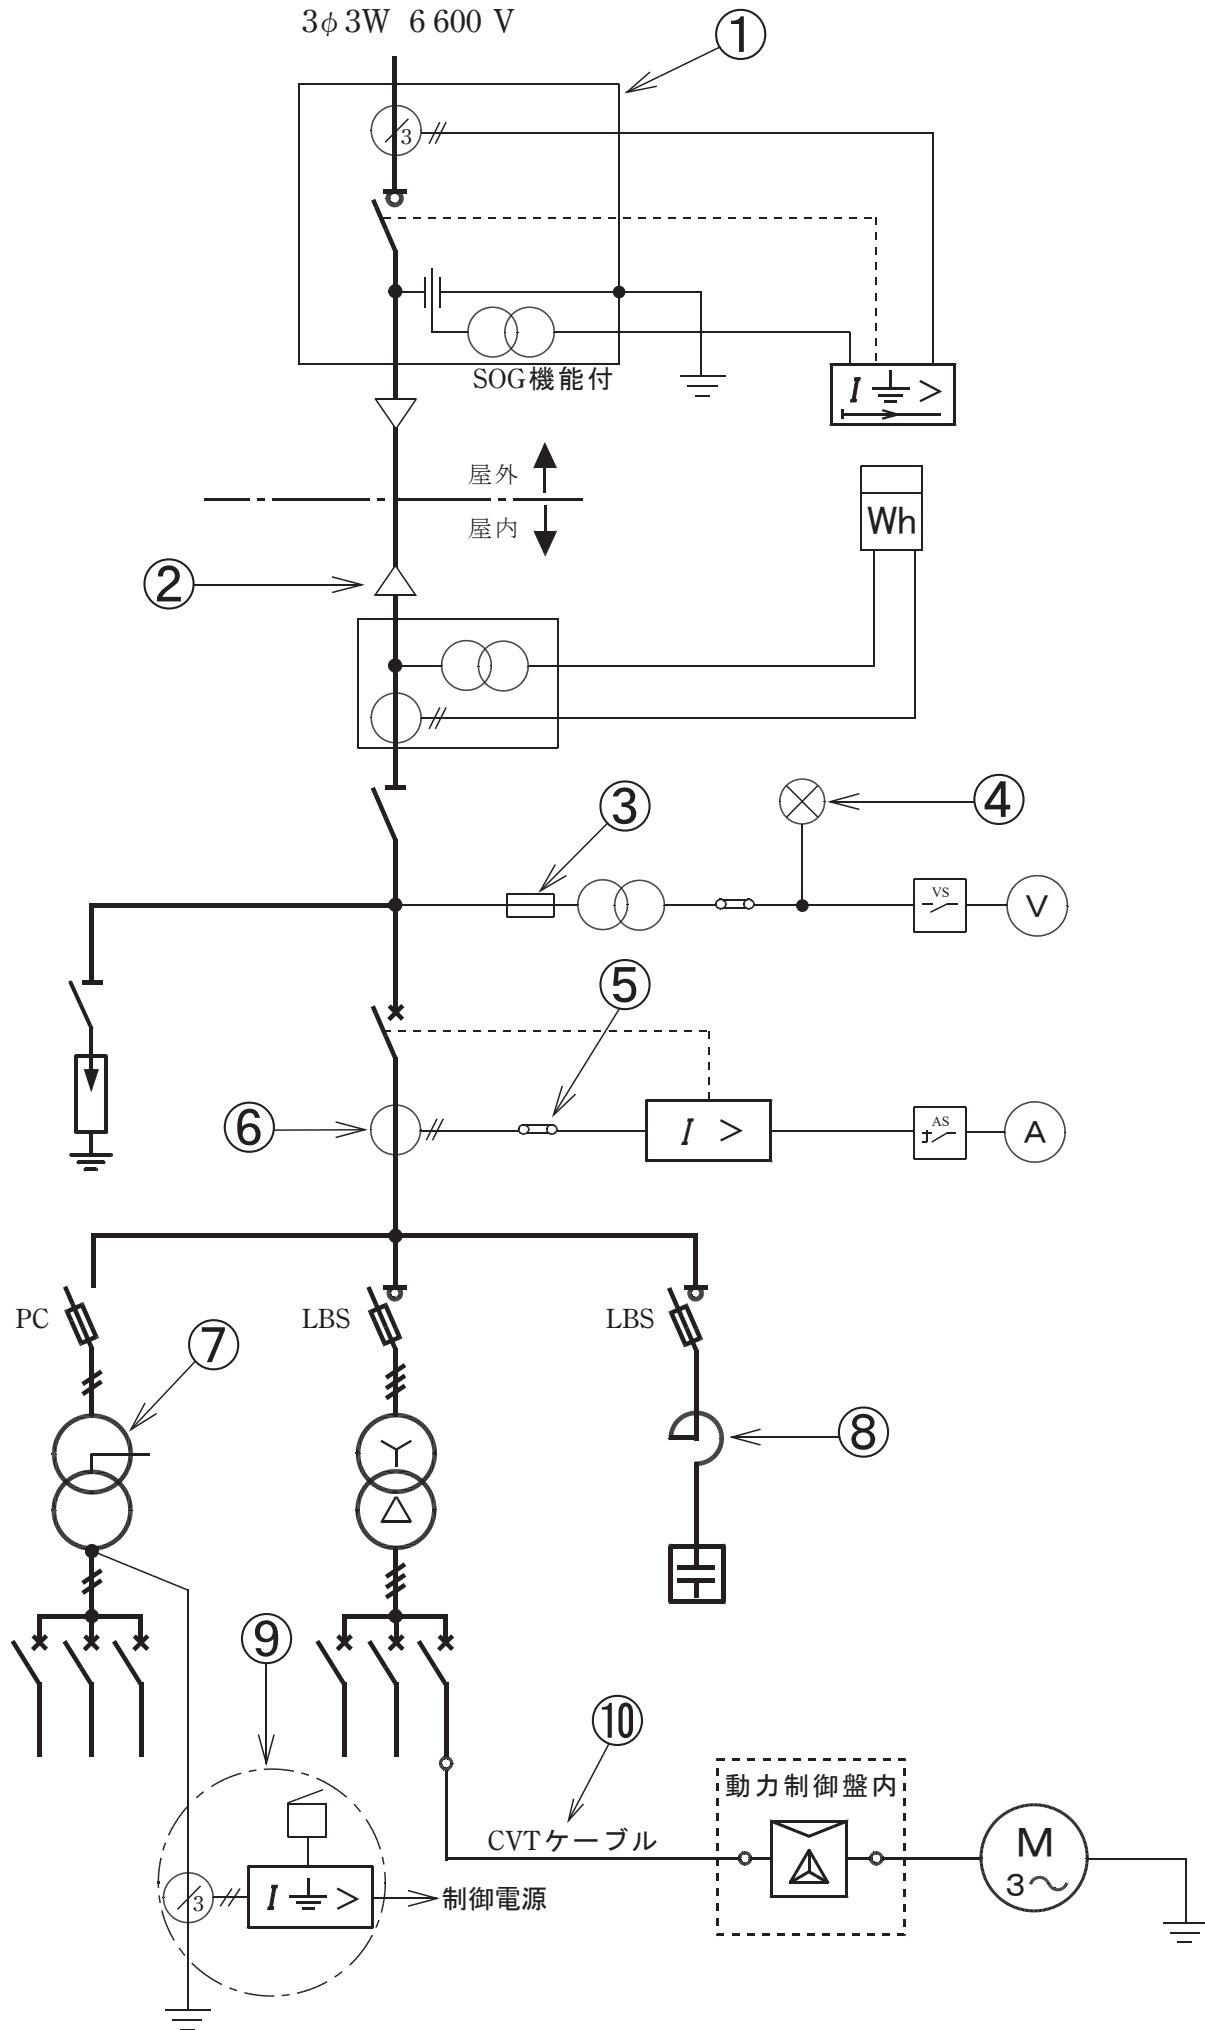 3φ3W 6 600 V
①
3
SOG機能付
I >
屋外
屋内
Wh
②
③
④
VS
V
⑤
⑥
I >
AS
A
PC
LBS
LBS
⑦
⑧
⑨
⑩
動力制御盤内
CVTケーブル
M
3～
3
I >
制御電源